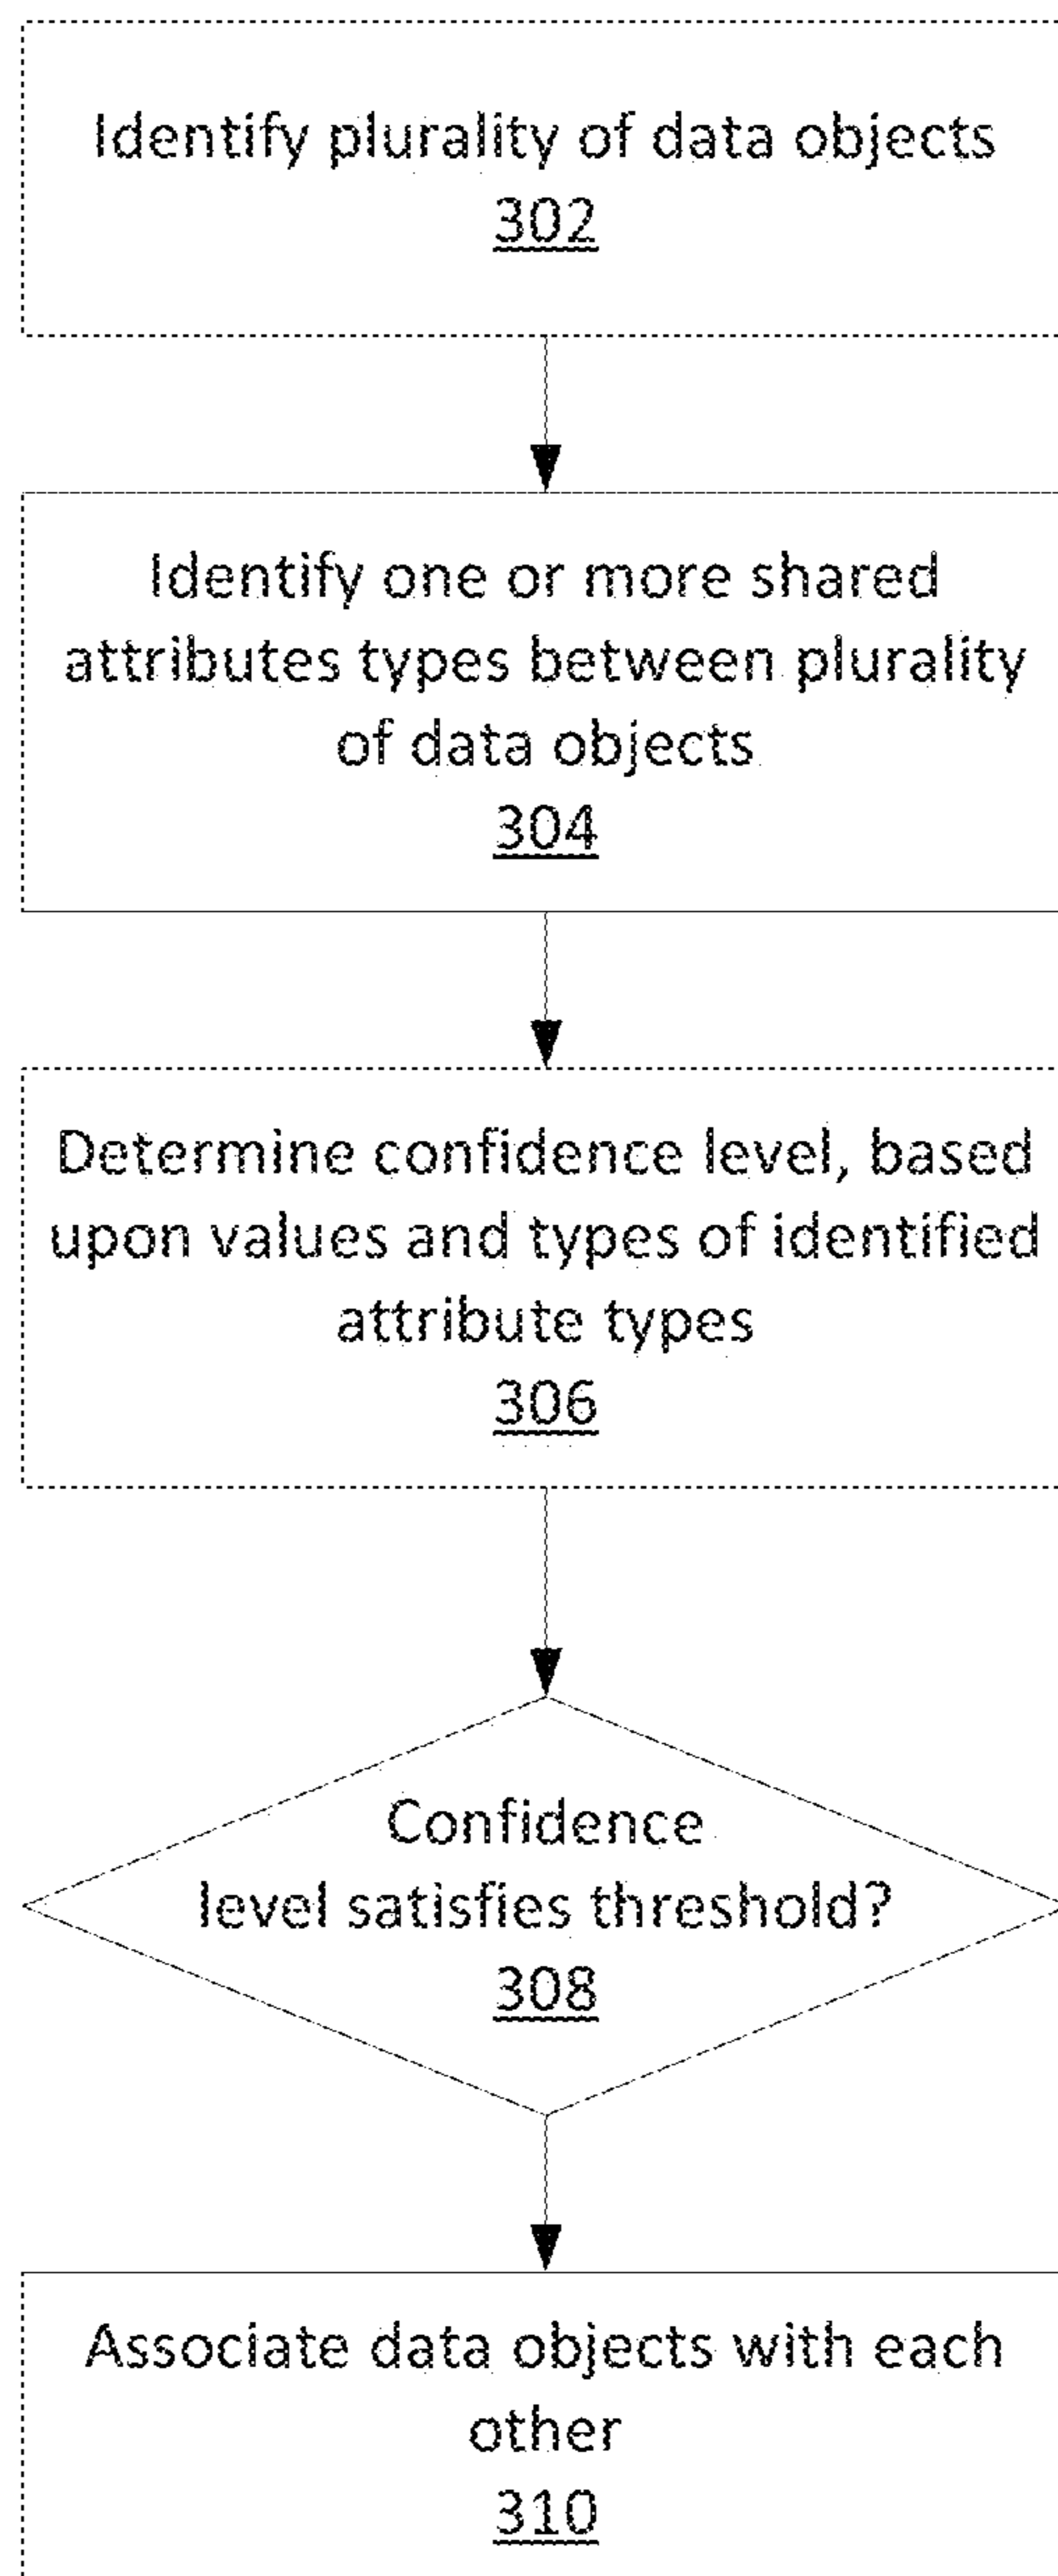 Identify plurality of data objects
302
Identify one or more shared
attributes types between plurality
of data objects
304
Determine confidence level, based
upon values and types of identified
attribute types
306
Confidence
level satisfies threshold?
308
Associate data objects with each
other
310